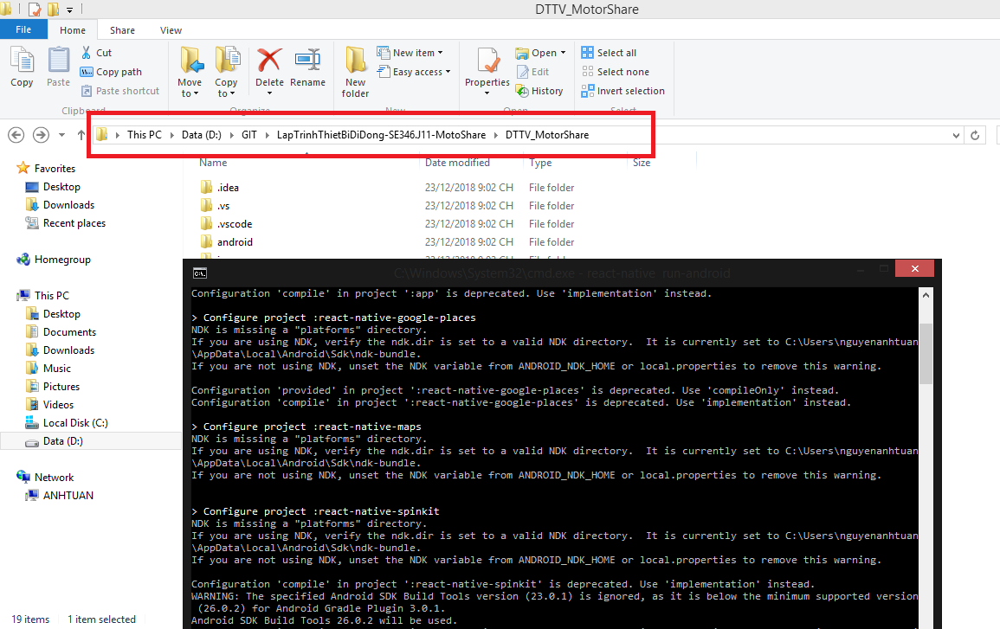 DTTV_MotorShare
File Home Share View
Copy
Paste
Cut
Copy path
Paste shortcut
Clipboard
Move to
Copy to
Delete
Rename
Organize
New folder
New item
Easy access
New
Properties
Open
Edit
History
Open
Select all
Select none
Invert selection
Select
This PC Data (D:) GIT LapTrinhThietBiDiDong-SE346J11-MotoShare DTTV_MotorShare
Name Date modified Type Size
Favorites
Desktop
Downloads
Recent places
Homegroup
This PC
Desktop
Documents
Downloads
Music
Pictures
Videos
Local Disk (C:)
Data (D:)
Network
ANHTUAN
.idea 23/12/2018 9:02 CH File folder
.vs 23/12/2018 9:02 CH File folder
.vscode 23/12/2018 9:02 CH File folder
android 23/12/2018 9:02 CH File folder
23/12/2018 9:02 CH File folder
C:\Windows\System32\cmd.exe - react-native run-android
Configuration 'compile' in project ':app' is deprecated. Use 'implementation' instead.
> Configure project :react-native-google-places
NDK is missing a "platforms" directory.
If you are using NDK, verify the ndk.dir is set to a valid NDK directory.  It is currently set to C:\Users\nguyenanhtuan
\AppData\Local\Android\Sdk\ndk-bundle.
If you are not using NDK, unset the NDK variable from ANDROID_NDK_HOME or local.properties to remove this warning.
Configuration 'provided' in project ':react-native-google-places' is deprecated. Use 'compileOnly' instead.
Configuration 'compile' in project ':react-native-google-places' is deprecated. Use 'implementation' instead.
> Configure project :react-native-maps
NDK is missing a "platforms" directory.
If you are using NDK, verify the ndk.dir is set to a valid NDK directory.  It is currently set to C:\Users\nguyenanhtuan
\AppData\Local\Android\Sdk\ndk-bundle.
If you are not using NDK, unset the NDK variable from ANDROID_NDK_HOME or local.properties to remove this warning.
> Configure project :react-native-spinkit
NDK is missing a "platforms" directory.
If you are using NDK, verify the ndk.dir is set to a valid NDK directory.  It is currently set to C:\Users\nguyenanhtuan
\AppData\Local\Android\Sdk\ndk-bundle.
If you are not using NDK, unset the NDK variable from ANDROID_NDK_HOME or local.properties to remove this warning.
Configuration 'compile' in project ':react-native-spinkit' is deprecated. Use 'implementation' instead.
WARNING: The specified Android SDK Build Tools version (23.0.1) is ignored, as it is below the minimum supported version
(26.0.2) for Android Gradle Plugin 3.0.1.
Android SDK Build Tools 26.0.2 will be used.
19 items 1 item selected